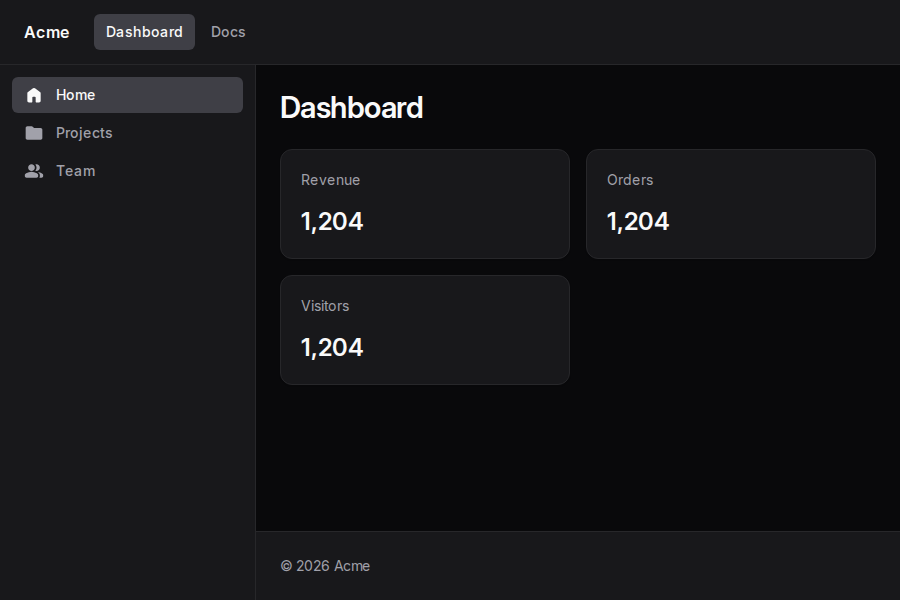 Acme Dashboard Docs
Home
Projects
Team
Dashboard
Revenue
1,204
Orders
1,204
Visitors
1,204
© 2026 Acme